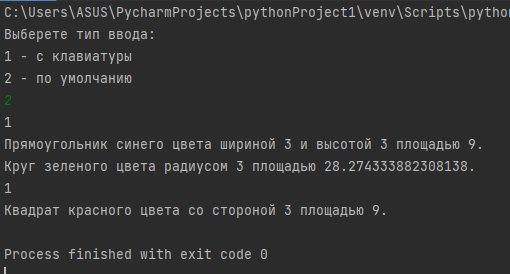 C:\Users\ASUS\PycharmProjects\pythonProject1\venv\Scripts\python
Выберете тип ввода:
1 - с клавиатуры
2 - по умолчанию
2
1
Прямоугольник синего цвета шириной 3 и высотой 3 площадью 9.
Круг зеленого цвета радиусом 3 площадью 28.274333882308138.
1
Квадрат красного цвета со стороной 3 площадью 9.
Process finished with exit code 0